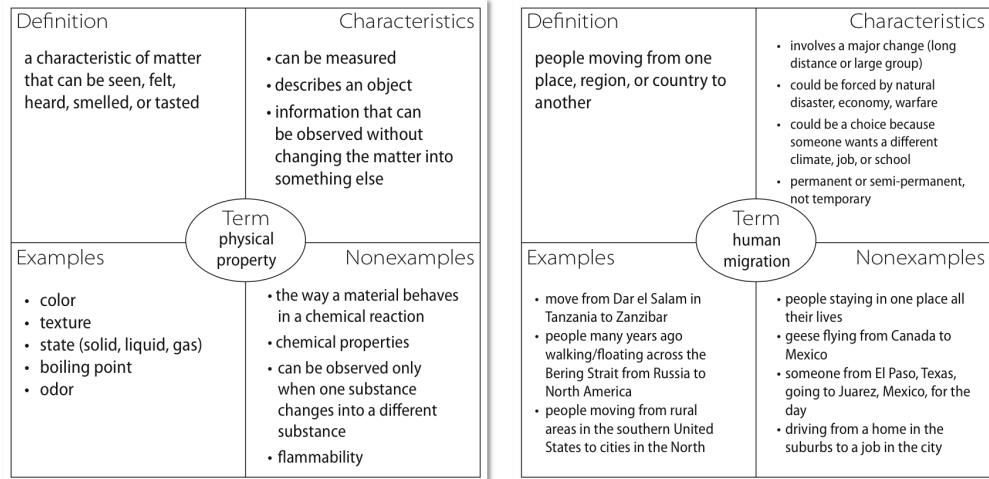 Definition
a characteristic of matter
that can be seen, felt,
heard, smelled, or tasted
Characteristics
• can be measured
• describes an object
• information that can
be observed without
changing the matter into
something else
Term
physical
property
Examples
• color
• texture
• state (solid, liquid, gas)
• boiling point
• odor
Nonexamples
• the way a material behaves
in a chemical reaction
• chemical properties
• can be observed only
when one substance
changes into a different
substance
• flammability
Definition
people moving from one
place, region, or country to
another
Characteristics
• involves a major change (long
distance or large group)
• could be forced by natural
disaster, economy, warfare
• could be a choice because
someone wants a different
climate, job, or school
• permanent or semi-permanent,
not temporary
Term
human
migration
Examples
• move from Dar el Salam in
Tanzania to Zanzibar
• people many years ago
walking/floating across the
Bering Strait from Russia to
North America
• people moving from rural
areas in the southern United
States to cities in the North
Nonexamples
• people staying in one place all
their lives
• geese flying from Canada to
Mexico
• someone from El Paso, Texas,
going to Juarez, Mexico, for the
day
• driving from a home in the
suburbs to a job in the city